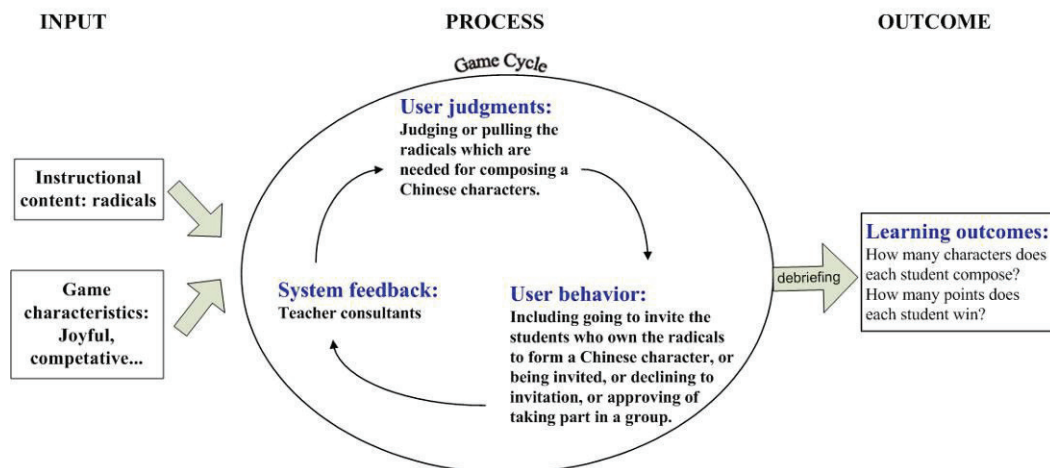 INPUT
PROCESS
OUTCOME
Game Cycle
Instructional
content: radicals
Game
characteristics:
Joyful,
competative...
User judgments:
Judging or pulling the
radicals which are
needed for composing a
Chinese characters.
User behavior:
Including going to invite the
students who own the radicals
to form a Chinese character, or
being invited, or declining to
invitation, or approving of
taking part in a group.
System feedback:
Teacher consultants
debriefing
Learning outcomes:
How many characters does
each student compose?
How many points does
each student win?